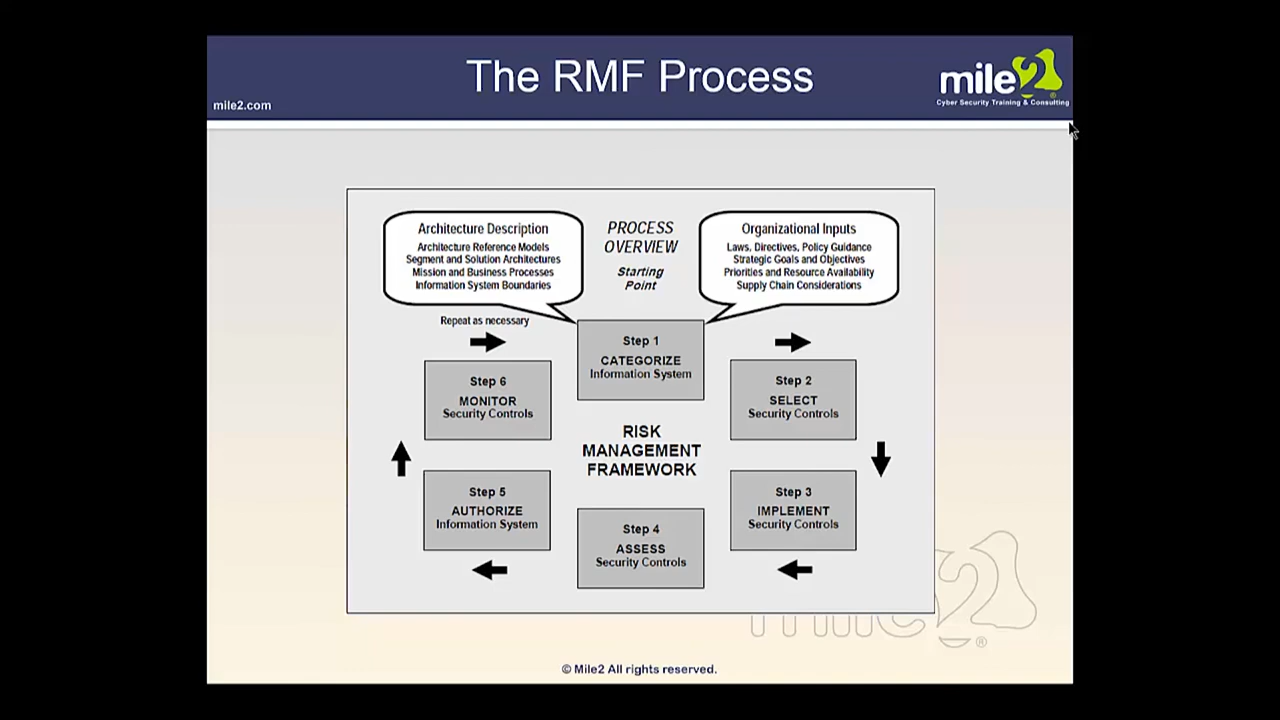 The RMF Process
mile2
®
Cyber Security Training & Consulting
mile2.com
Architecture Description
Architecture Reference Models
Segment and Solution Architectures
Mission and Business Processes
Information System Boundaries
PROCESS
OVERVIEW
Starting
Point
Organizational Inputs
Laws, Directives, Policy Guidance
Strategic Goals and Objectives
Priorities and Resource Availability
Supply Chain Considerations
Repeat as necessary
Step 1
CATEGORIZE
Information System
Step 2
SELECT
Security Controls
Step 3
IMPLEMENT
Security Controls
Step 4
ASSESS
Security Controls
Step 5
AUTHORIZE
Information System
Step 6
MONITOR
Security Controls
RISK
MANAGEMENT
FRAMEWORK
mile2
®
© Mile2 All rights reserved.